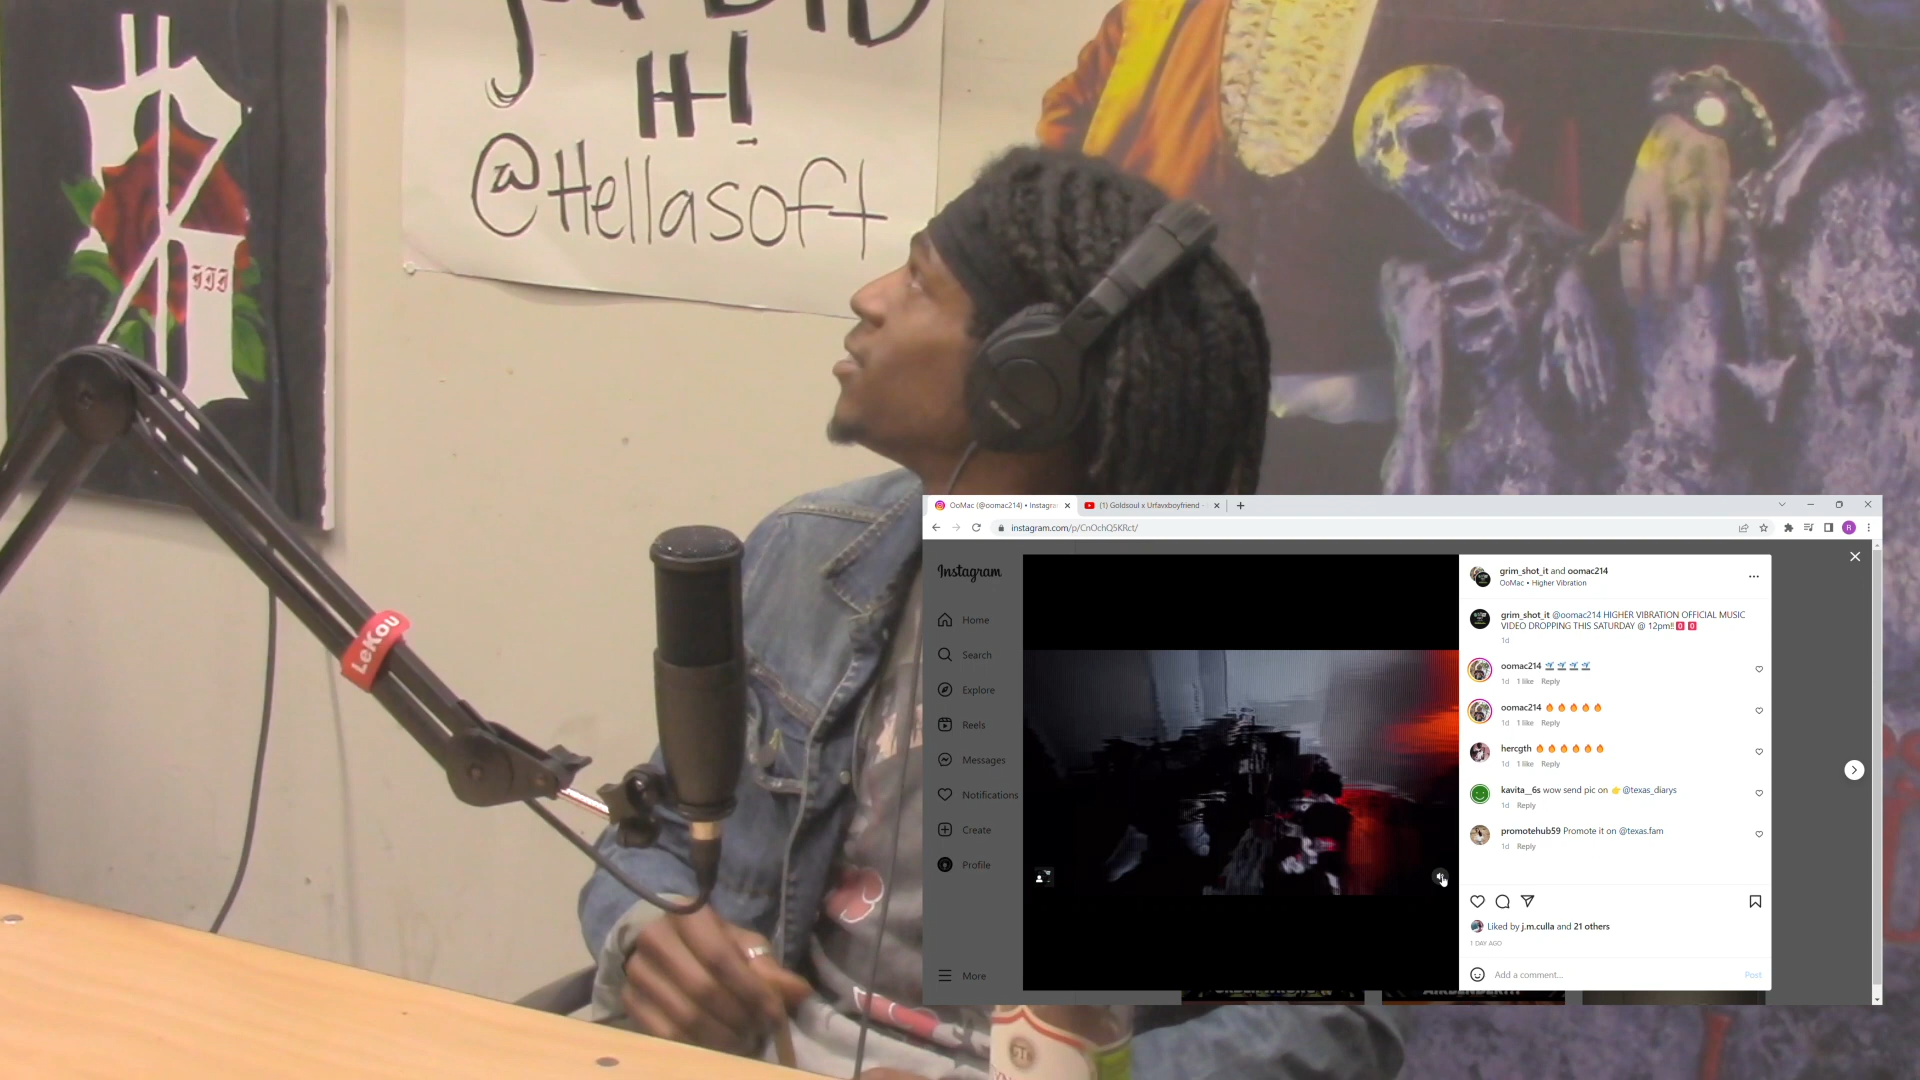 H!
@Hellasoft
III
LeKou
OoMac (@oomac214) • Instagra
(1) Goldsoul x Urfavxboyfriend -
instagram.com/p/CnOchQ5KRct/
R
Instagram
Home
Search
Explore
Reels
Messages
Notifications
Create
Profile
More
grim_shot_it and oomac214
OoMac • Higher Vibration
grim_shot_it @oomac214 HIGHER VIBRATION OFFICIAL MUSIC
VIDEO DROPPING THIS SATURDAY @ 12pm!!
1d
oomac214
1d 1 like Reply
oomac214 🔥🔥🔥🔥🔥
1d 1 like Reply
hercgth 🔥🔥🔥🔥🔥🔥
1d 1 like Reply
kavita__6s wow send pic on 👉 @texas_diarys
1d Reply
promotehub59 Promote it on @texas.fam
1d Reply
Liked by j.m.culla and 21 others
1 DAY AGO
Add a comment...
Post